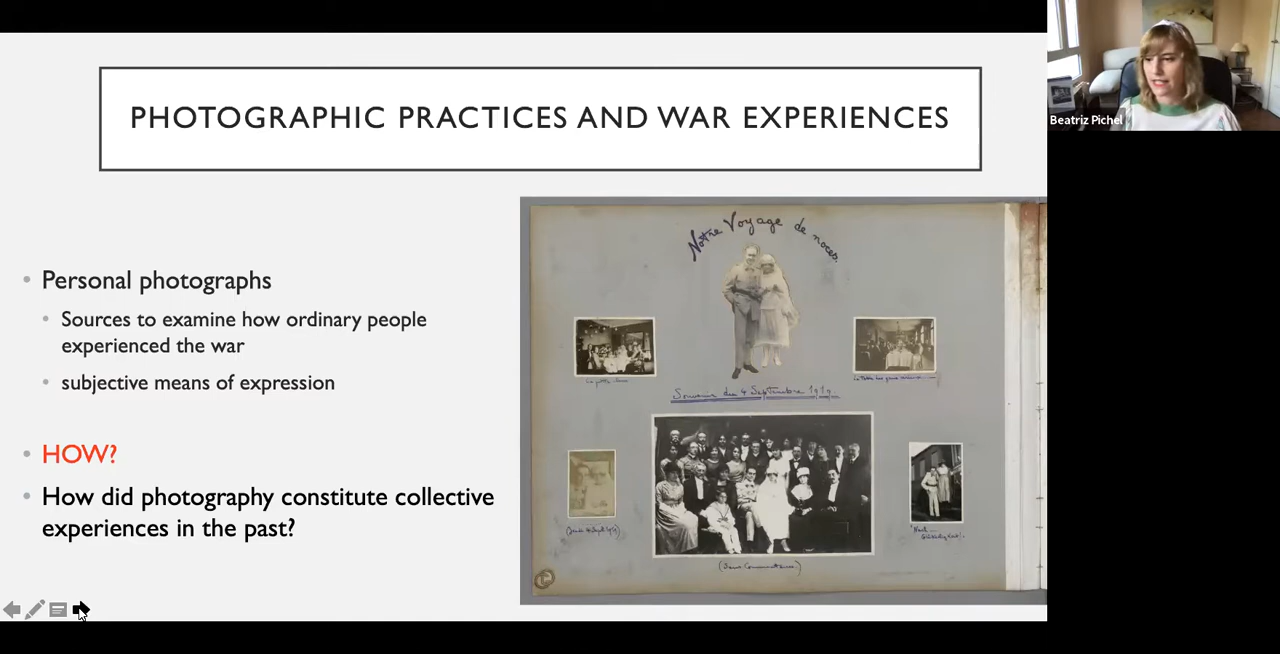 PHOTOGRAPHIC PRACTICES AND WAR EXPERIENCES
Beatriz Pichel
Personal photographs
Sources to examine how ordinary people
experienced the war
subjective means of expression
HOW?
How did photography constitute collective
experiences in the past?
Notre Voyage de noces.
Souvenir du 4 Septembre 1919